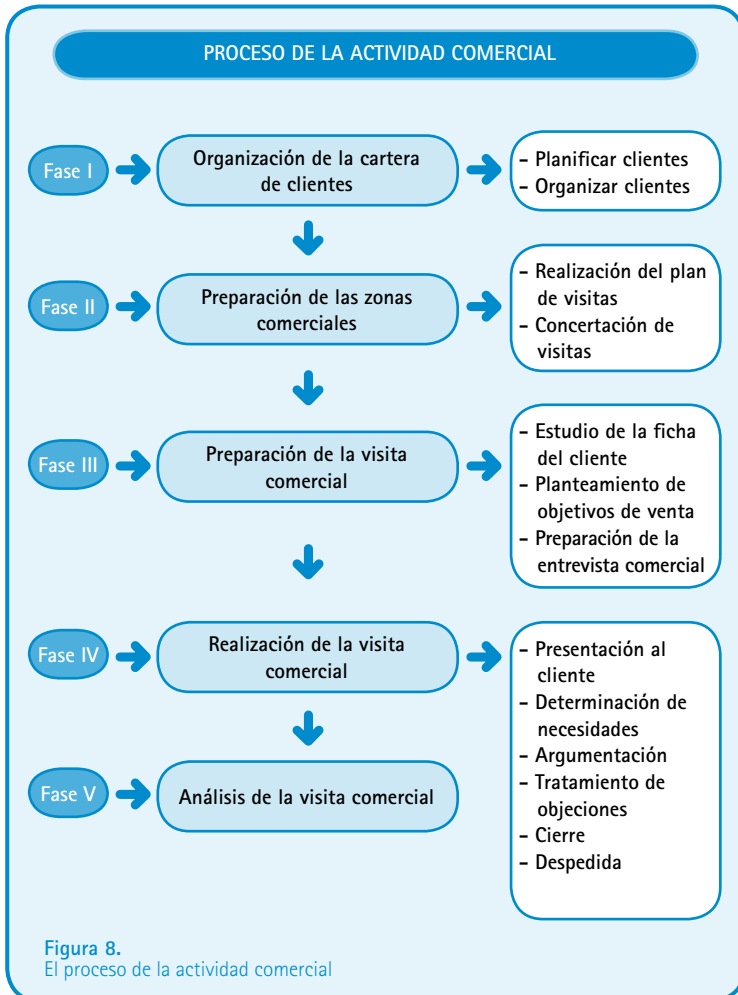 PROCESO DE LA ACTIVIDAD COMERCIAL
Fase I
Organización de la cartera
de clientes
- Planificar clientes
- Organizar clientes
Fase II
Preparación de las zonas
comerciales
- Realización del plan
de visitas
- Concertación de
visitas
Fase III
Preparación de la visita
comercial
- Estudio de la ficha
del cliente
- Planteamiento de
objetivos de venta
- Preparación de la
entrevista comercial
Fase IV
Realización de la visita
comercial
- Presentación al
cliente
- Determinación de
necesidades
- Argumentación
- Tratamiento de
objeciones
- Cierre
- Despedida
Fase V
Análisis de la visita comercial
Figura 8.
El proceso de la actividad comercial